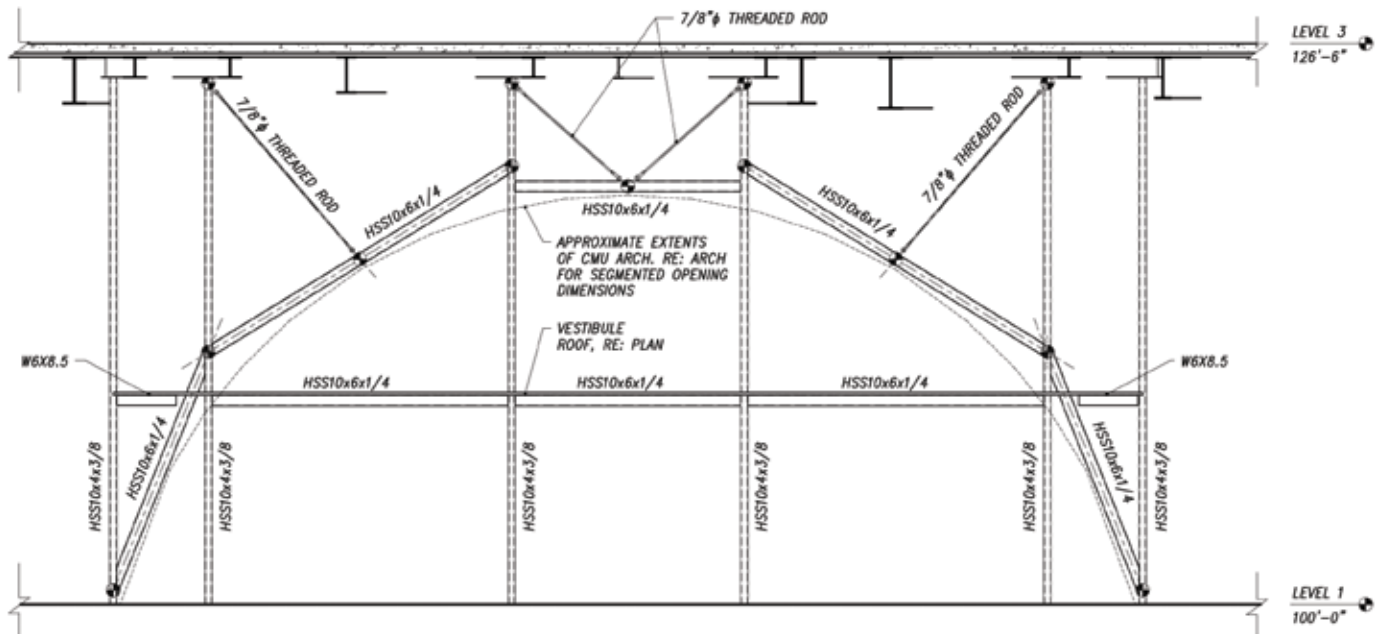 7/8"ϕ THREADED ROD
LEVEL 3
126'-6"
7/8"ϕ THREADED ROD
7/8"ϕ THREADED ROD
HSS10x6x1/4
HSS10x6x1/4
HSS10x6x1/4
APPROXIMATE EXTENTS
OF CMU ARCH. RE: ARCH
FOR SEGMENTED OPENING
DIMENSIONS
VESTIBULE
ROOF, RE: PLAN
W6X8.5
W6X8.5
HSS10x6x1/4
HSS10x6x1/4
HSS10x6x1/4
HSS10x4x3/8
HSS10x6x1/4
HSS10x4x3/8
HSS10x4x3/8
HSS10x4x3/8
HSS10x4x3/8
HSS10x6x1/4
HSS10x4x3/8
LEVEL 1
100'-0"